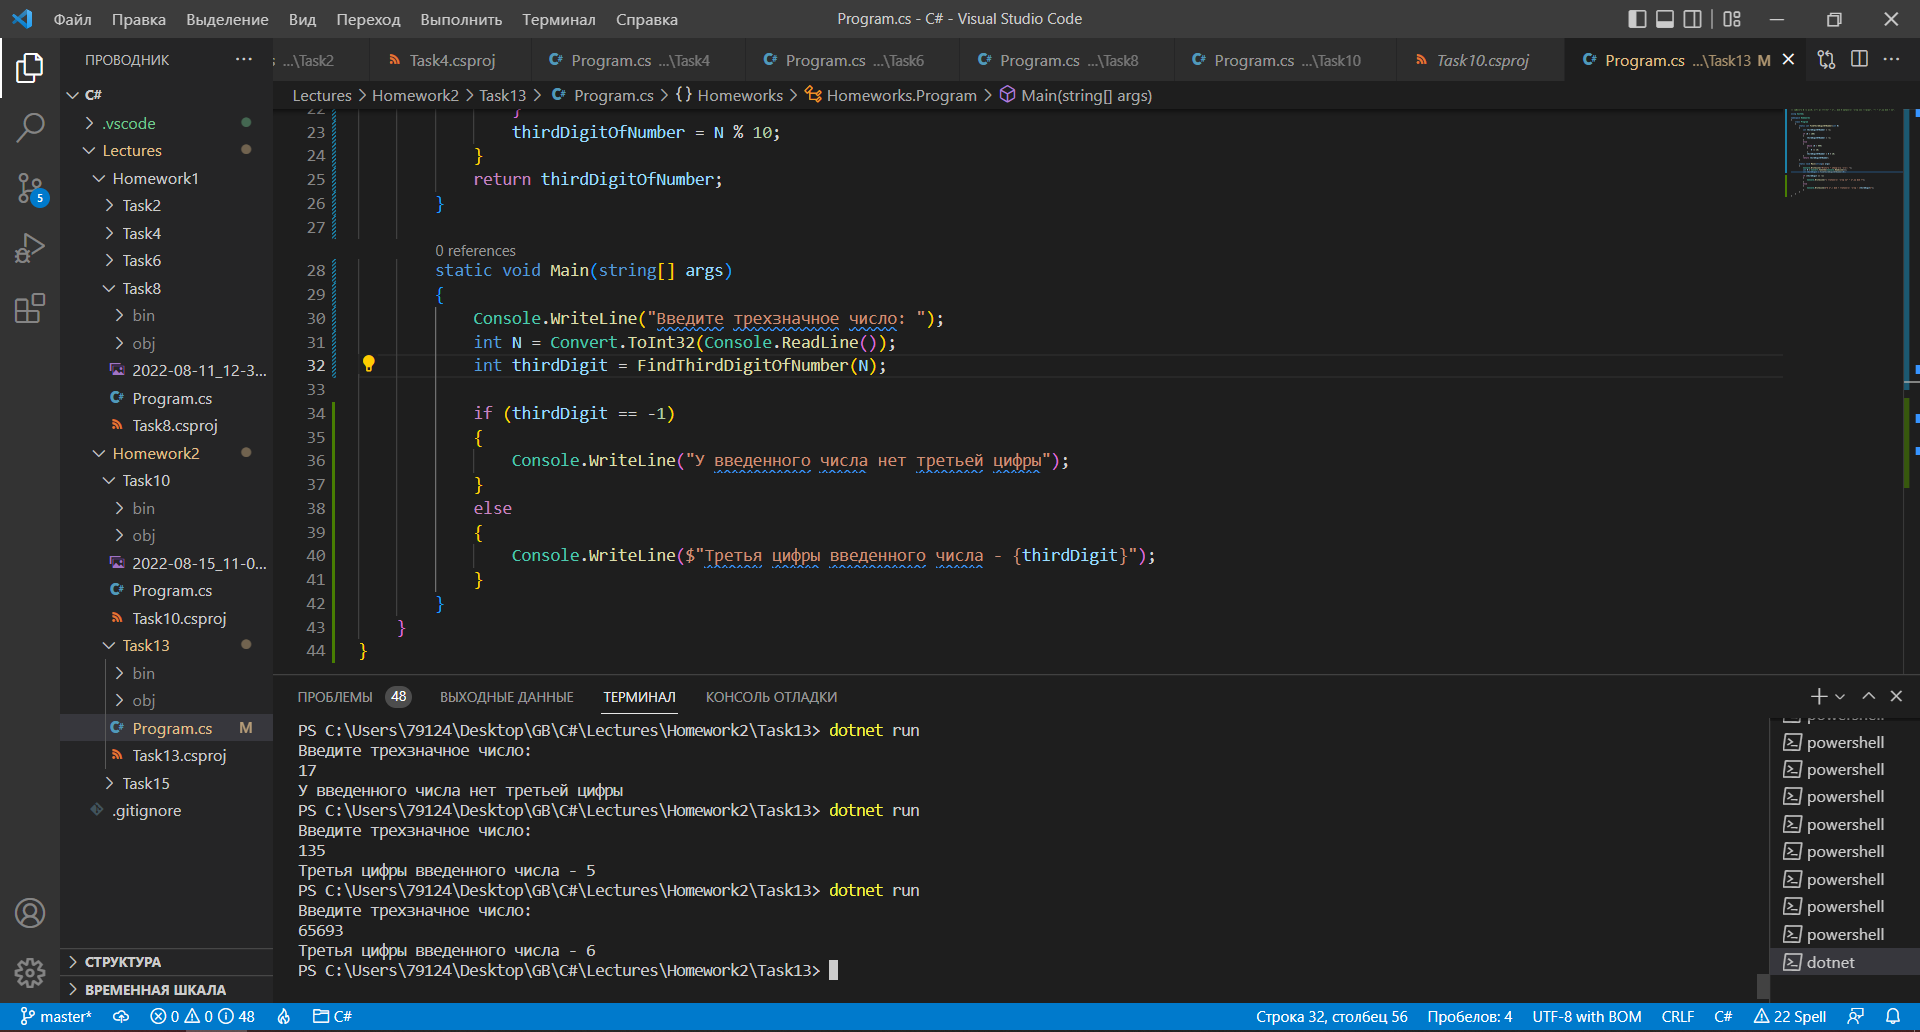 Файл Правка Выделение Вид Переход Выполнить Терминал Справка
Program.cs - C# - Visual Studio Code
ПРОВОДНИК
...\Task2 Task4.csproj Program.cs ...\Task4 Program.cs ...\Task6 Program.cs ...\Task8 Program.cs ...\Task10 Task10.csproj Program.cs ...\Task13 M
Lectures > Homework2 > Task13 > Program.cs > {} Homeworks > Homeworks.Program > Main(string[] args)
C#
.vscode
Lectures
Homework1
Task2
Task4
Task6
Task8
bin
obj
2022-08-11_12-3...
Program.cs
Task8.csproj
Homework2
Task10
bin
obj
2022-08-15_11-0...
Program.cs
Task10.csproj
Task13
bin
obj
Program.cs M
Task13.csproj
Task15
.gitignore
СТРУКТУРА
ВРЕМЕННАЯ ШКАЛА
5
22 }
23 thirdDigitOfNumber = N % 10;
24 }
25 return thirdDigitOfNumber;
26 }
27
0 references
28 static void Main(string[] args)
29 {
30 Console.WriteLine("Введите трехзначное число: ");
31 int N = Convert.ToInt32(Console.ReadLine());
32 int thirdDigit = FindThirdDigitOfNumber(N);
33
34 if (thirdDigit == -1)
35 {
36 Console.WriteLine("У введенного числа нет третьей цифры");
37 }
38 else
39 {
40 Console.WriteLine($"Третья цифры введенного числа - {thirdDigit}");
41 }
42 }
43 }
44 }
ПРОБЛЕМЫ 48 ВЫХОДНЫЕ ДАННЫЕ ТЕРМИНАЛ КОНСОЛЬ ОТЛАДКИ
PS C:\Users\79124\Desktop\GB\C#\Lectures\Homework2\Task13> dotnet run
Введите трехзначное число:
17
У введенного числа нет третьей цифры
PS C:\Users\79124\Desktop\GB\C#\Lectures\Homework2\Task13> dotnet run
Введите трехзначное число:
135
Третья цифры введенного числа - 5
PS C:\Users\79124\Desktop\GB\C#\Lectures\Homework2\Task13> dotnet run
Введите трехзначное число:
65693
Третья цифры введенного числа - 6
PS C:\Users\79124\Desktop\GB\C#\Lectures\Homework2\Task13>
powershell
powershell
powershell
powershell
powershell
powershell
powershell
powershell
powershell
dotnet
master* 0 0 48 C#
Строка 32, столбец 56 Пробелов: 4 UTF-8 with BOM CRLF C# 22 Spell